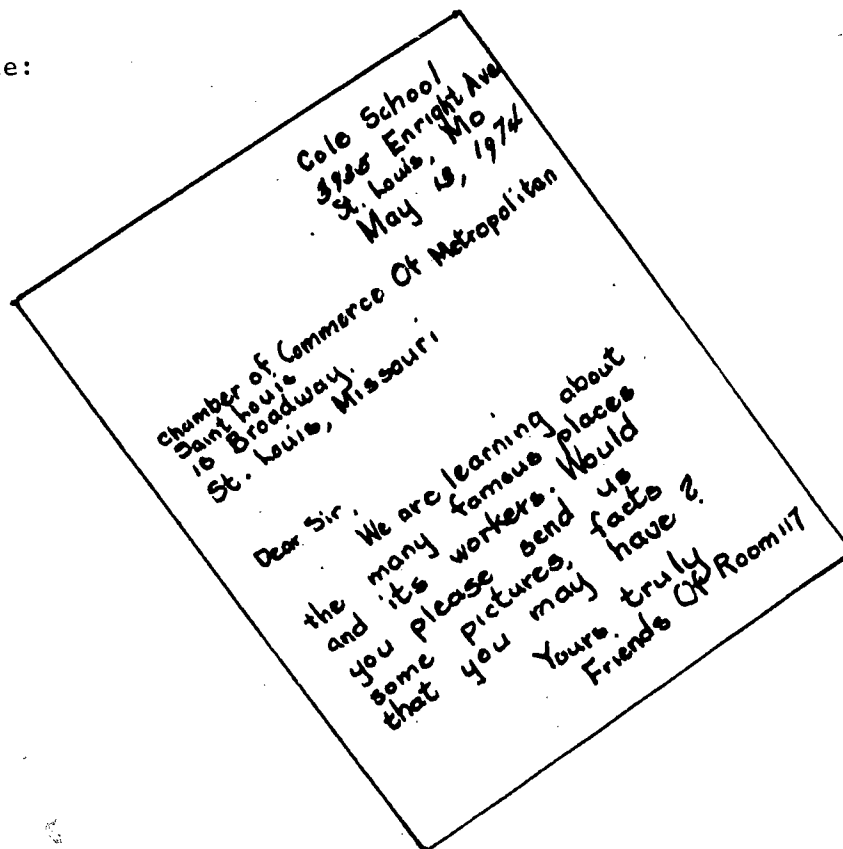 e:
Cole School
3935 Enright Ave
St. Louis, Mo
May 13, 1974
Chamber of Commerce Of Metropolitan
Saint Louis
10 Broadway.
St. Louis, Missouri
Dear Sir,
We are learning about
the many famous places
and its workers. Would
you please send us
some pictures, facts
that you may have?
Yours truly
Friends Of Room 117